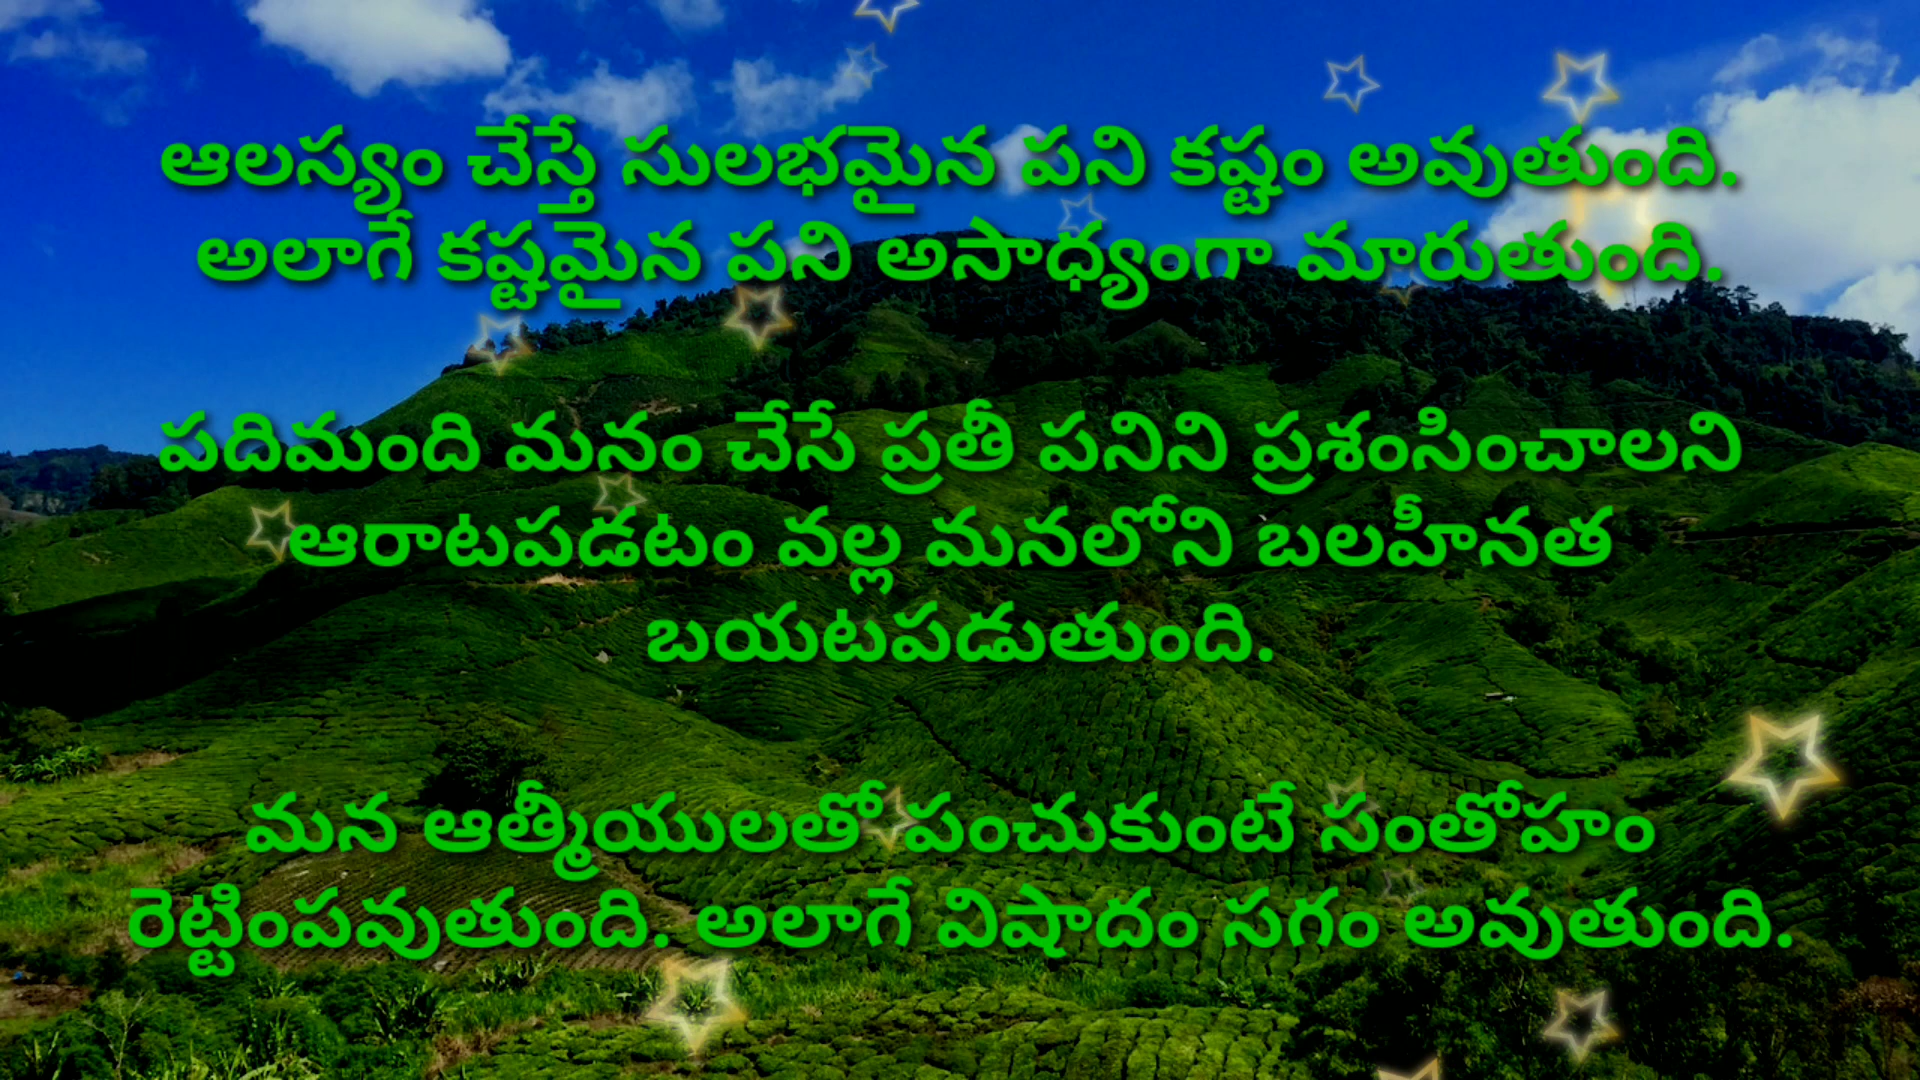 ఆలస్యం చేస్తే సులభమైన పని కష్టం అవుతుంది.
అలాగే కష్టమైన పని అసాధ్యంగా మారుతుంది.
పదిమంది మనం చేసే ప్రతీ పనిని ప్రశంసించాలని
ఆరాటపడటం వల్ల మనలోని బలహీనత
బయటపడుతుంది.
మన ఆత్మీయులతో పంచుకుంటే సంతోహం
రెట్టింపవుతుంది. అలాగే విషాదం సగం అవుతుంది.